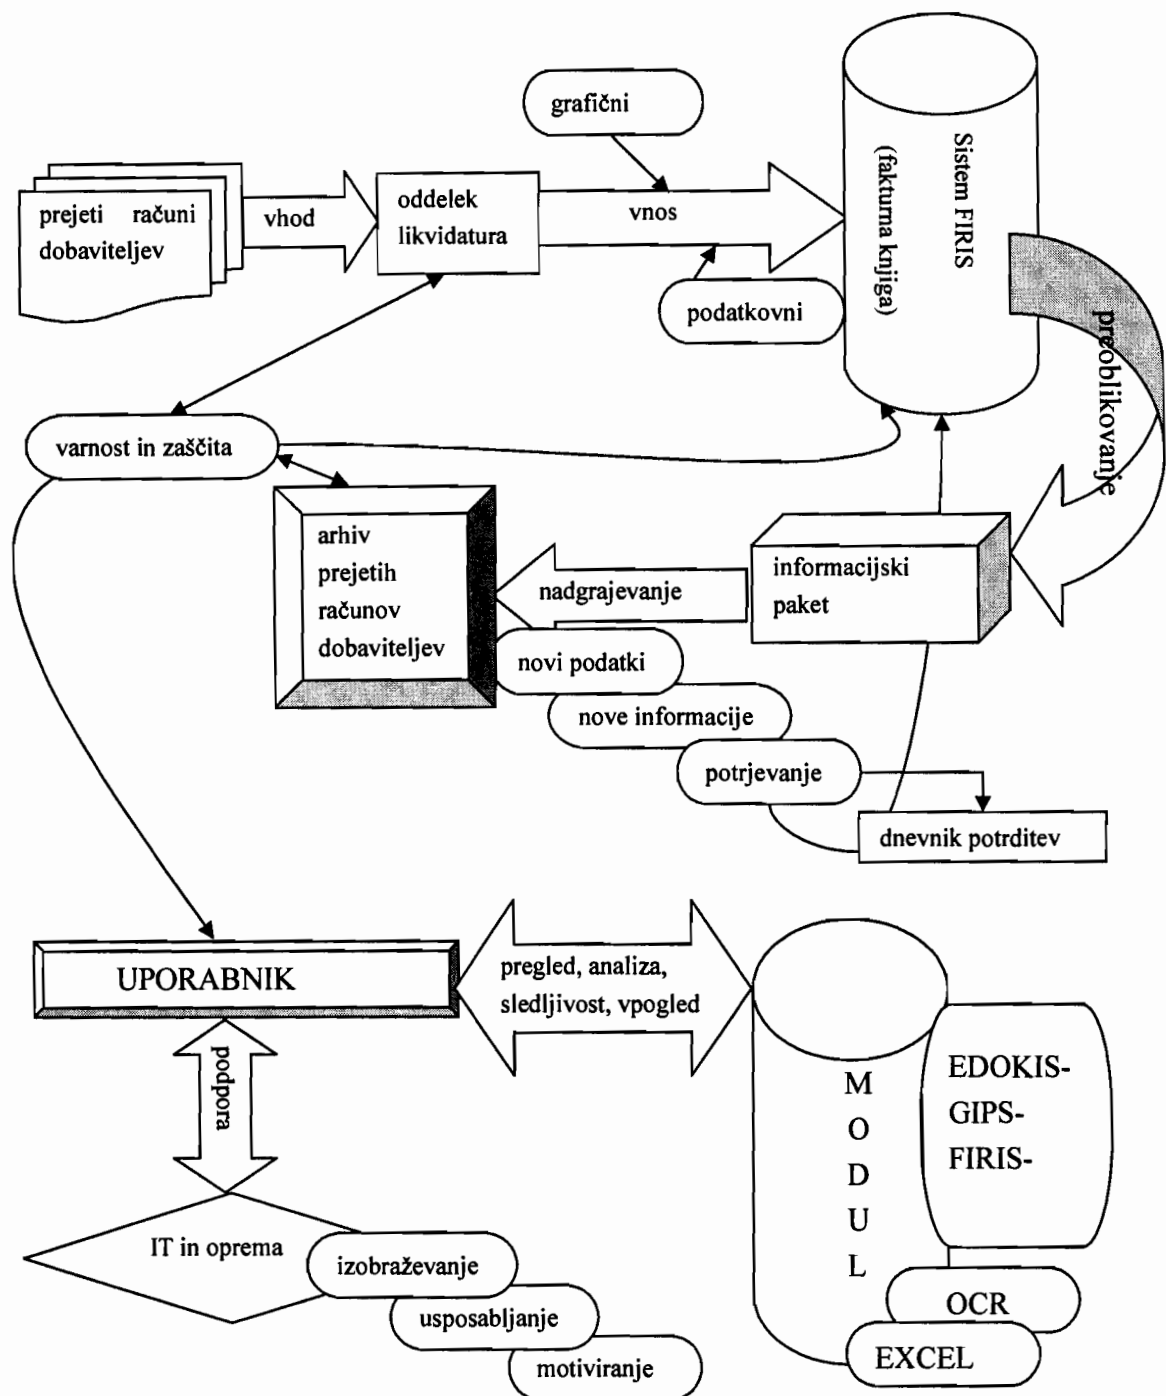 grafični
prejeti računi
dobaviteljev
vhod
oddelek
likvidatura
vnos
podatkovni
Sistem FIRIS
(fakturna knjiga)
preoblikovanje
varnost in zaščita
arhiv
prejetih
računov
dobaviteljev
nadgrajevanje
informacijski
paket
novi podatki
nove informacije
potrjevanje
dnevnik potrditev
UPORABNIK
pregled, analiza,
sledljivost, vpogled
podpora
M
O
D
U
L
EDOKIS-
GIPS-
FIRIS-
IT in oprema
izobraževanje
usposabljanje
motiviranje
OCR
EXCEL